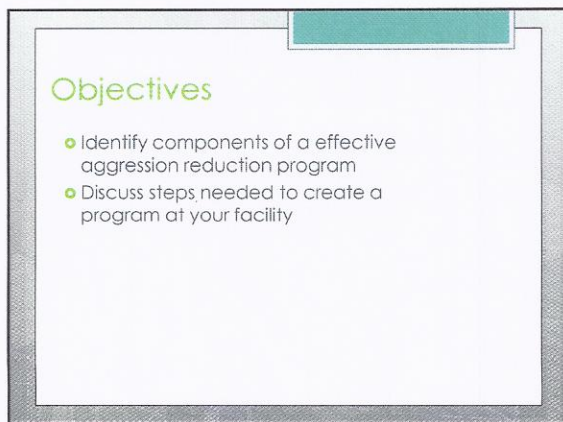 Objectives
Identify components of a effective
aggression reduction program
Discuss steps needed to create a
program at your facility